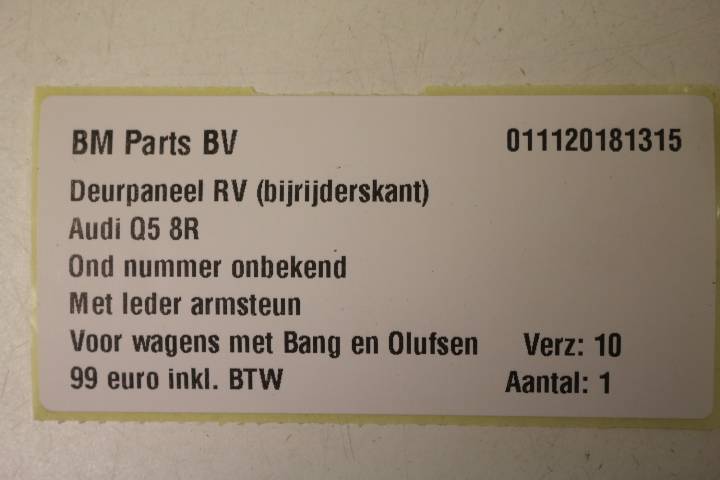 BM Parts BV 011120181315
Deurpaneel RV (bijrijderskant)
Audi Q5 8R
Ond nummer onbekend
Met leder armsteun
Voor wagens met Bang en Olufsen Verz: 10
99 euro inkl. BTW Aantal: 1